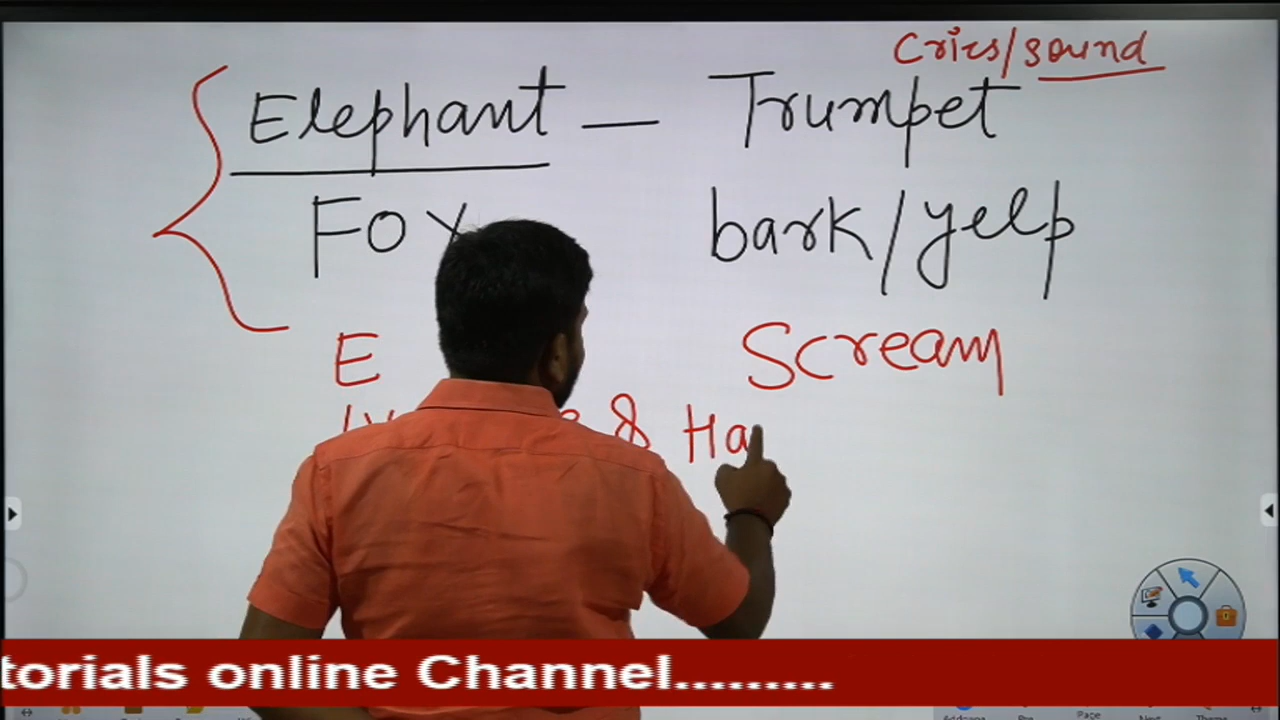 Cries/sound
Elephant — Trumpet
Fox bark/yelp
Scream
& Ha
torials online Channel.........